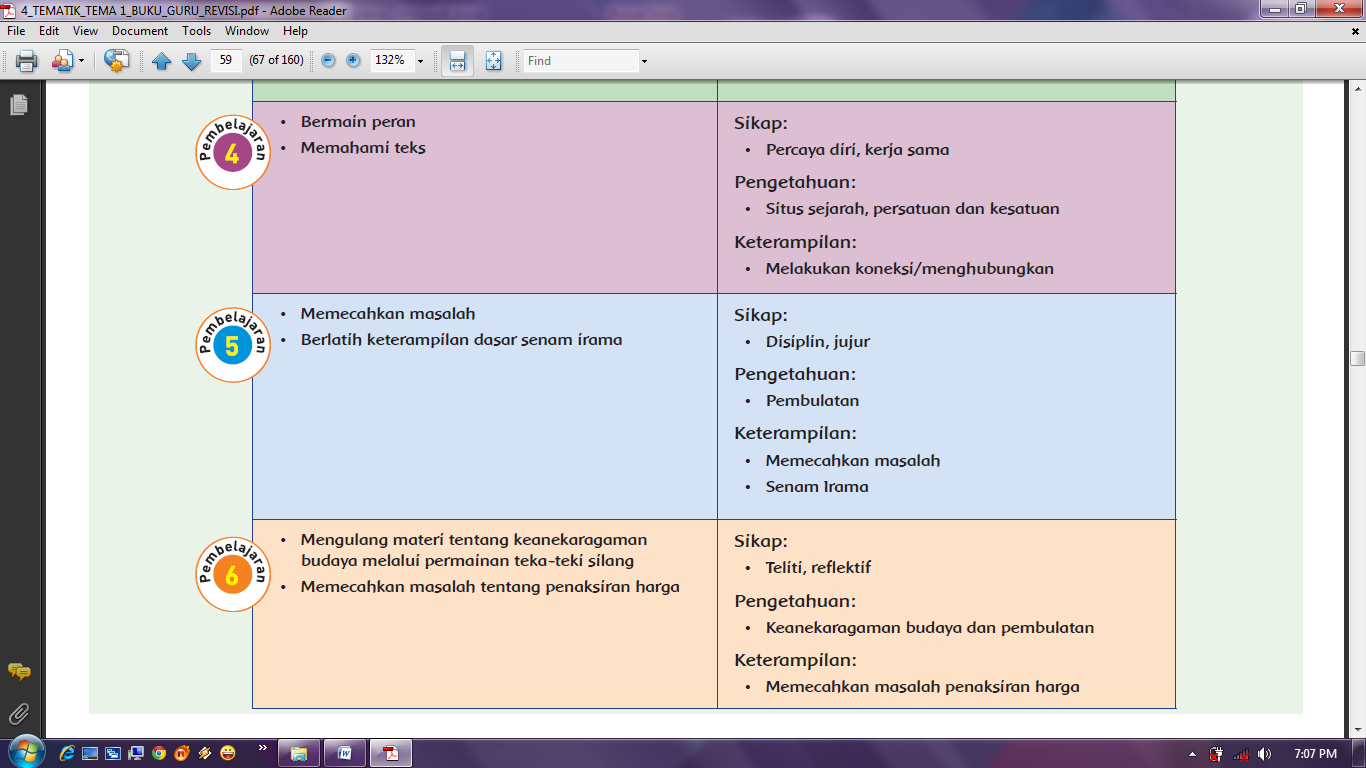 4_TEMATIK_TEMA 1_BUKU_GURU_REVISI.pdf - Adobe Reader
File Edit View Document Tools Window Help
59 (67 of 160) 132% Find
Pembelajaran 4
• Bermain peran
• Memahami teks
Sikap:
• Percaya diri, kerja sama
Pengetahuan:
• Situs sejarah, persatuan dan kesatuan
Keterampilan:
• Melakukan koneksi/menghubungkan
Pembelajaran 5
• Memecahkan masalah
• Berlatih keterampilan dasar senam irama
Sikap:
• Disiplin, jujur
Pengetahuan:
• Pembulatan
Keterampilan:
• Memecahkan masalah
• Senam Irama
Pembelajaran 6
• Mengulang materi tentang keanekaragaman
budaya melalui permainan teka-teki silang
• Memecahkan masalah tentang penaksiran harga
Sikap:
• Teliti, reflektif
Pengetahuan:
• Keanekaragaman budaya dan pembulatan
Keterampilan:
• Memecahkan masalah penaksiran harga
7:07 PM